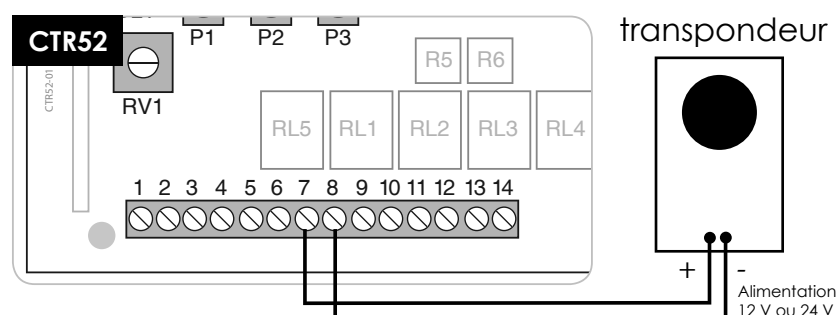 CTR52
P1 P2 P3
transpondeur
CTR52-01
RV1
R5 R6
RL5 RL1 RL2 RL3 RL4
1 2 3 4 5 6 7 8 9 10 11 12 13 14
+ -
Alimentation
12 V ou 24 V